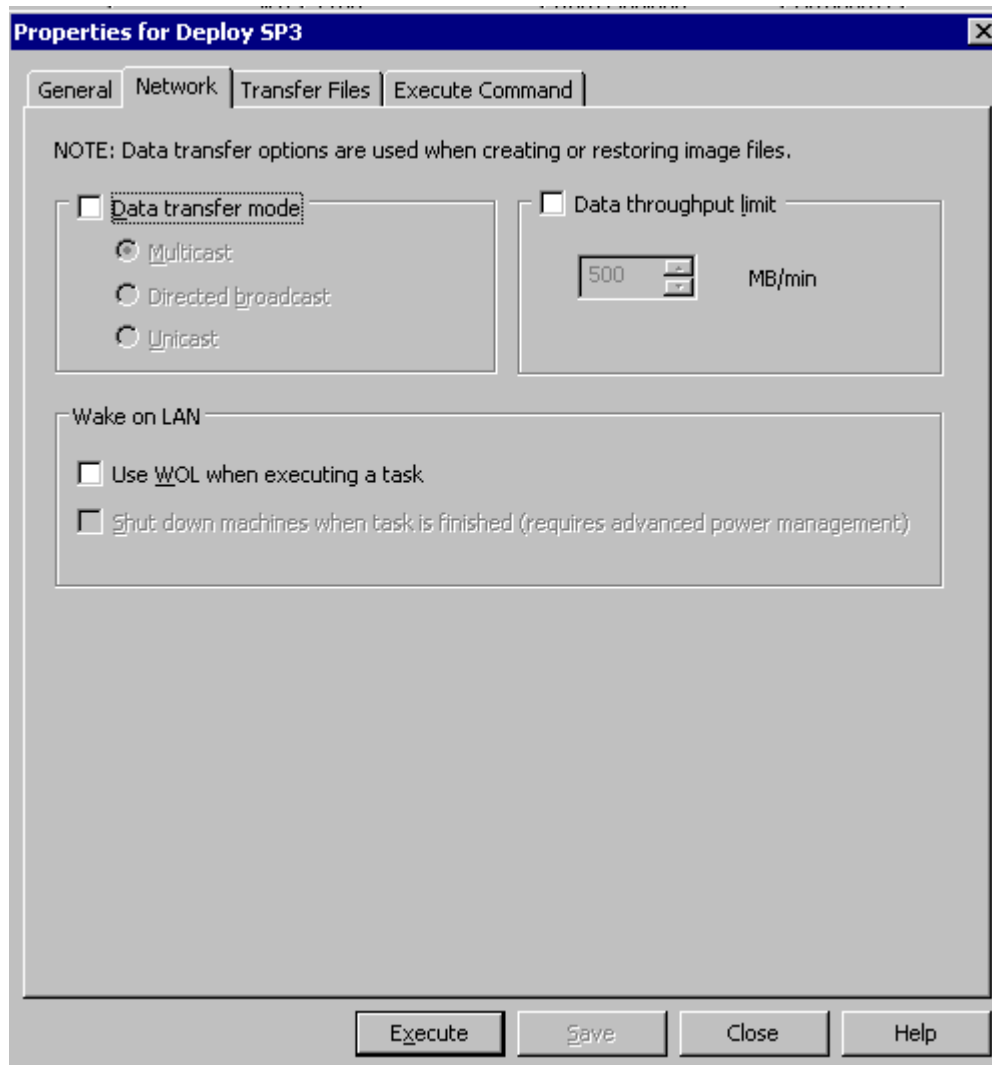 Properties for Deploy SP3
General Network Transfer Files Execute Command
NOTE: Data transfer options are used when creating or restoring image files.
Data transfer mode
Multicast
Directed broadcast
Unicast
Data throughput limit
500 MB/min
Wake on LAN
Use WOL when executing a task
Shut down machines when task is finished (requires advanced power management)
Execute Save Close Help